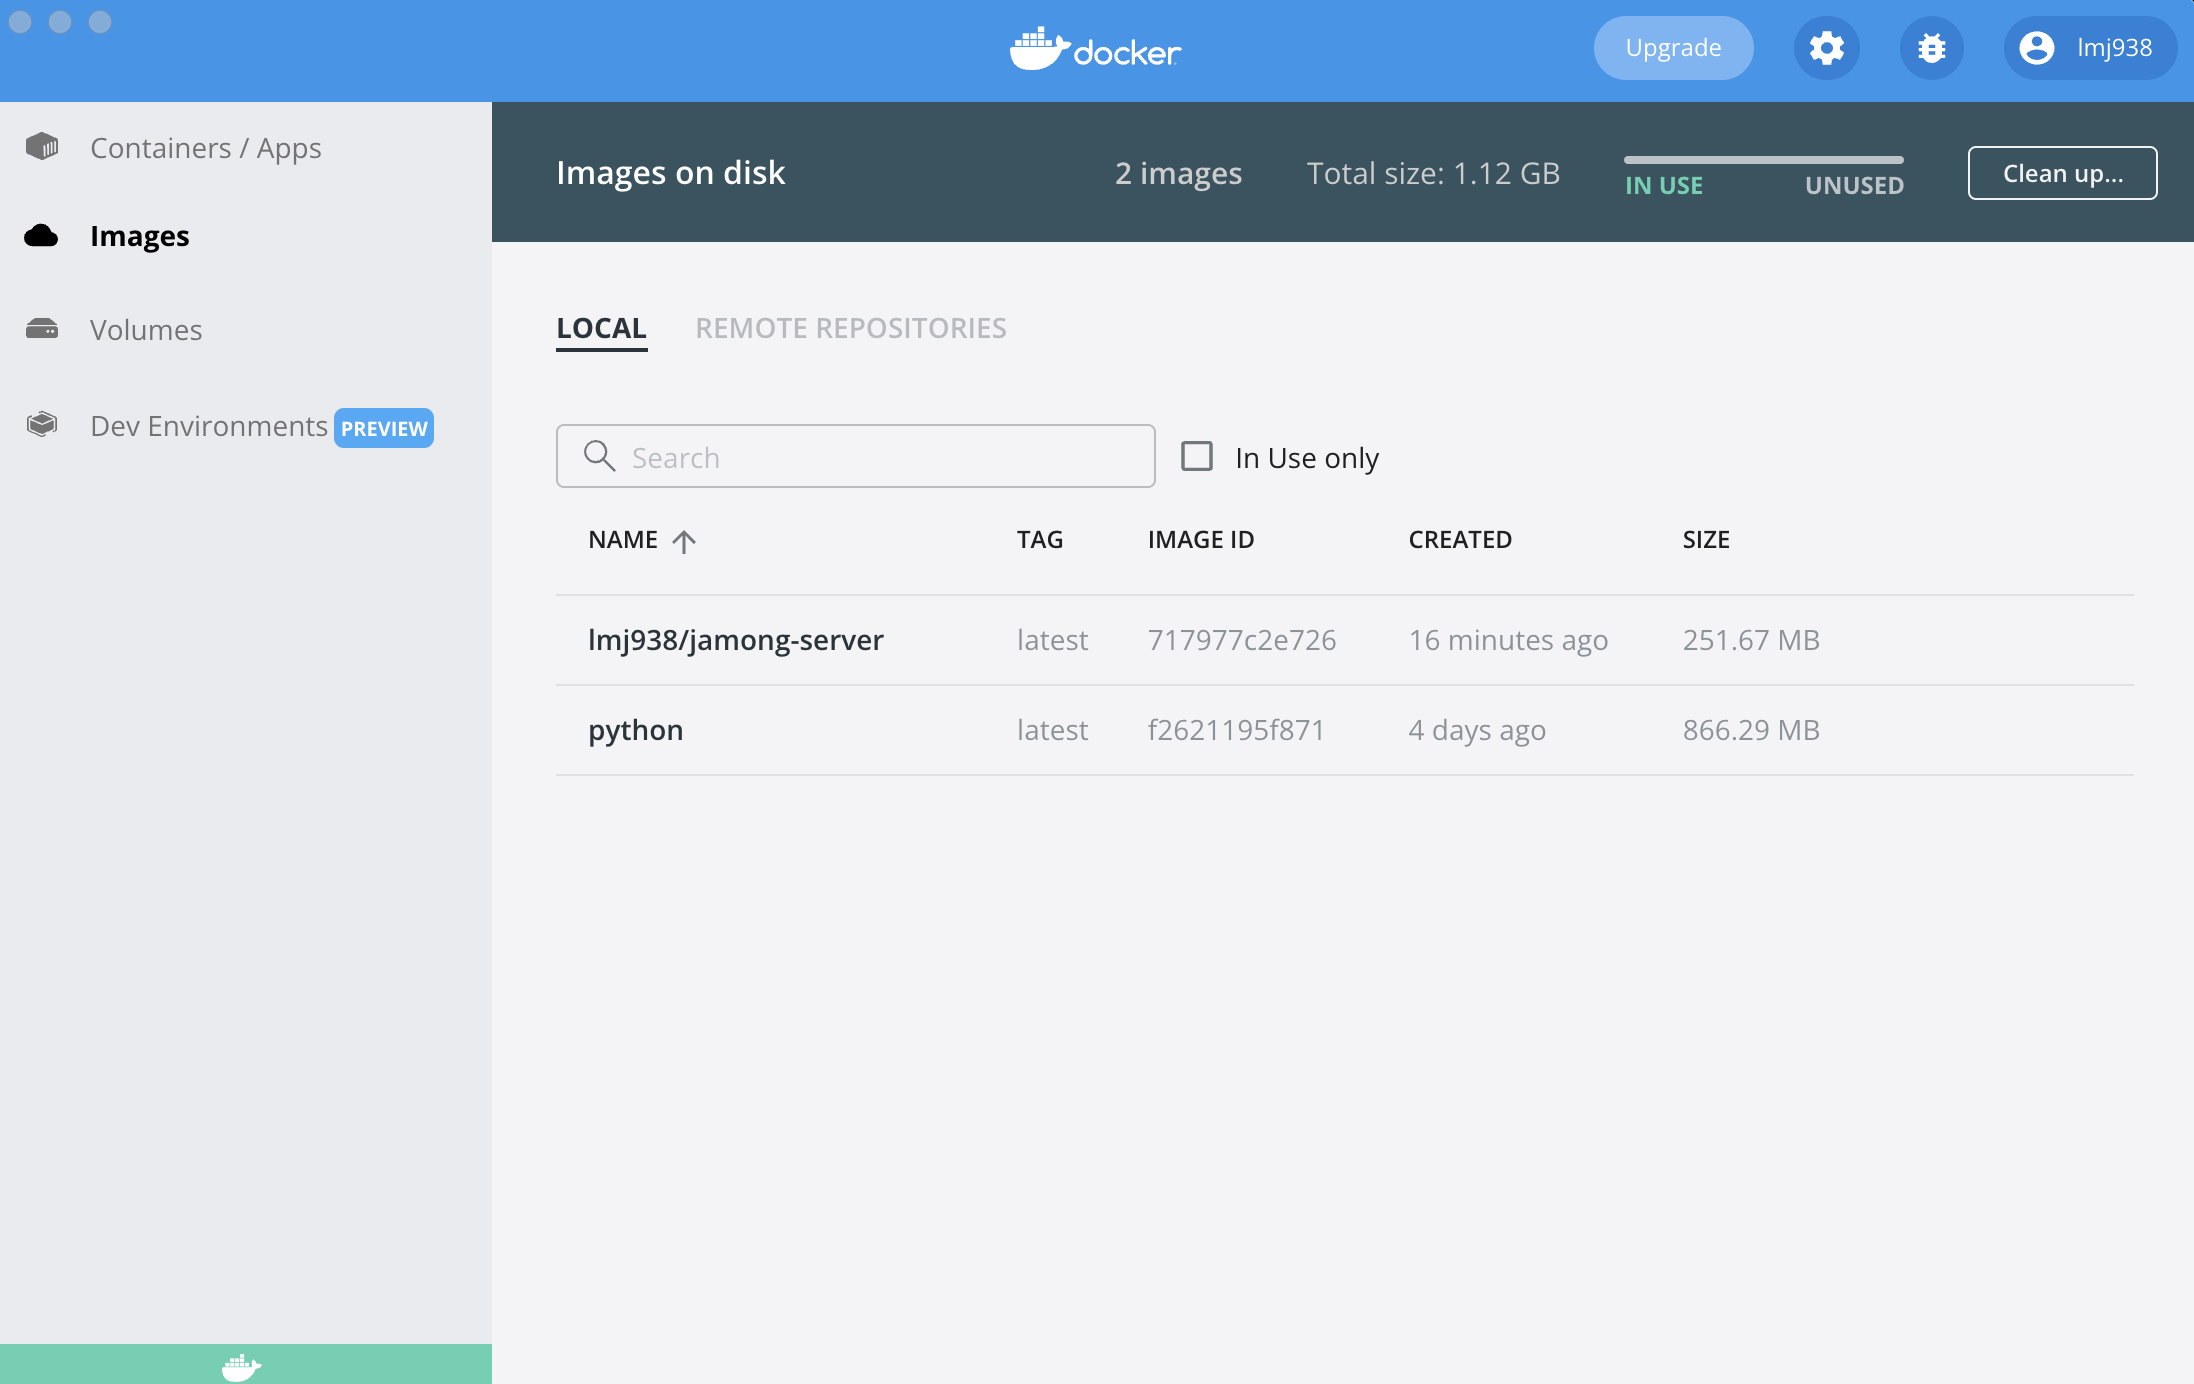 docker
Upgrade
lmj938
Containers / Apps
Images
Volumes
Dev Environments PREVIEW
Images on disk
2 images
Total size: 1.12 GB
IN USE UNUSED
Clean up...
LOCAL REMOTE REPOSITORIES
Search
In Use only
NAME TAG IMAGE ID CREATED SIZE
lmj938/jamong-server latest 717977c2e726 16 minutes ago 251.67 MB
python latest f2621195f871 4 days ago 866.29 MB